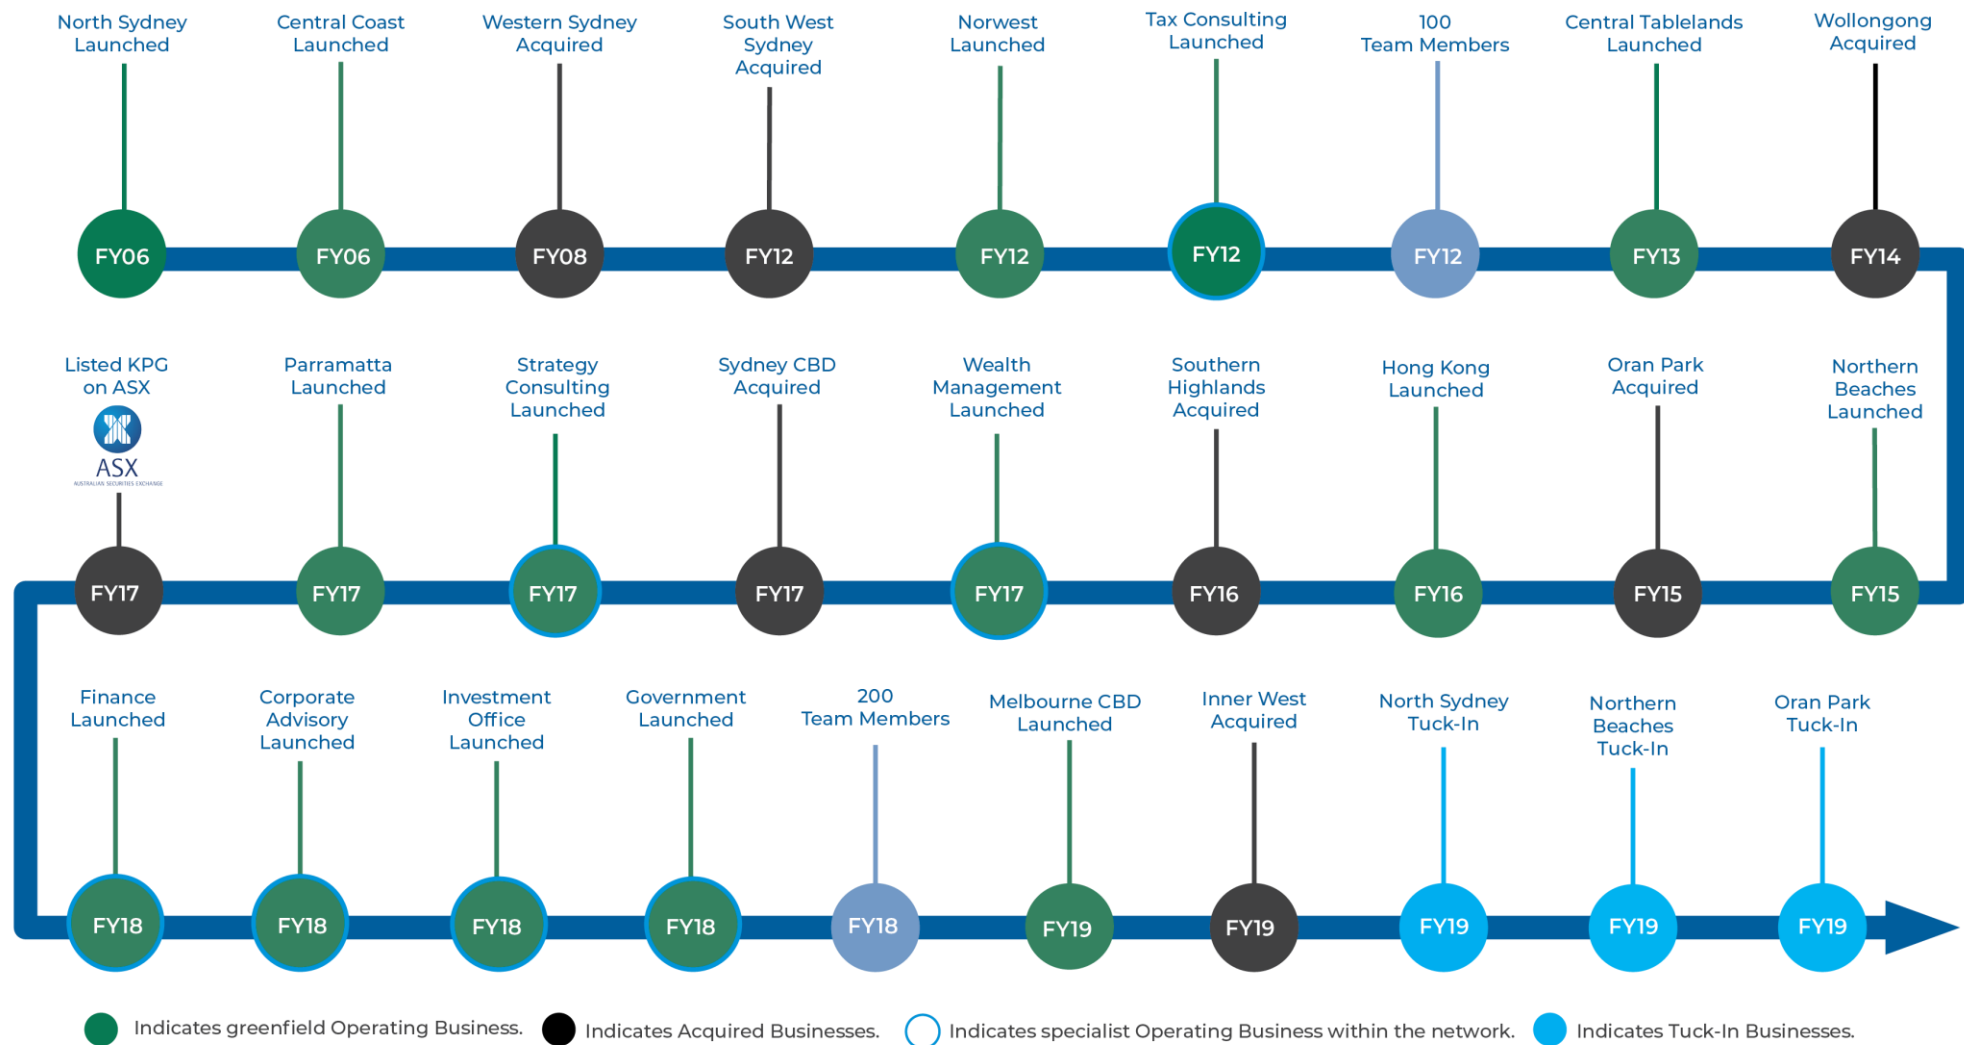 North Sydney
Launched
Central Coast
Launched
Western Sydney
Acquired
South West
Sydney
Acquired
Norwest
Launched
Tax Consulting
Launched
100
Team Members
Central Tablelands
Launched
Wollongong
Acquired
FY06
FY06
FY08
FY12
FY12
FY12
FY12
FY13
FY14
Listed KPG
on ASX
ASX
AUSTRALIAN SECURITIES EXCHANGE
Parramatta
Launched
Strategy
Consulting
Launched
Sydney CBD
Acquired
Wealth
Management
Launched
Southern
Highlands
Acquired
Hong Kong
Launched
Oran Park
Acquired
Northern
Beaches
Launched
FY17
FY17
FY17
FY17
FY17
FY16
FY16
FY15
FY15
Finance
Launched
Corporate
Advisory
Launched
Investment
Office
Launched
Government
Launched
200
Team Members
Melbourne CBD
Launched
Inner West
Acquired
North Sydney
Tuck-In
Northern
Beaches
Tuck-In
Oran Park
Tuck-In
FY18
FY18
FY18
FY18
FY18
FY19
FY19
FY19
FY19
FY19
Indicates greenfield Operating Business.
Indicates Acquired Businesses.
Indicates specialist Operating Business within the network.
Indicates Tuck-In Businesses.